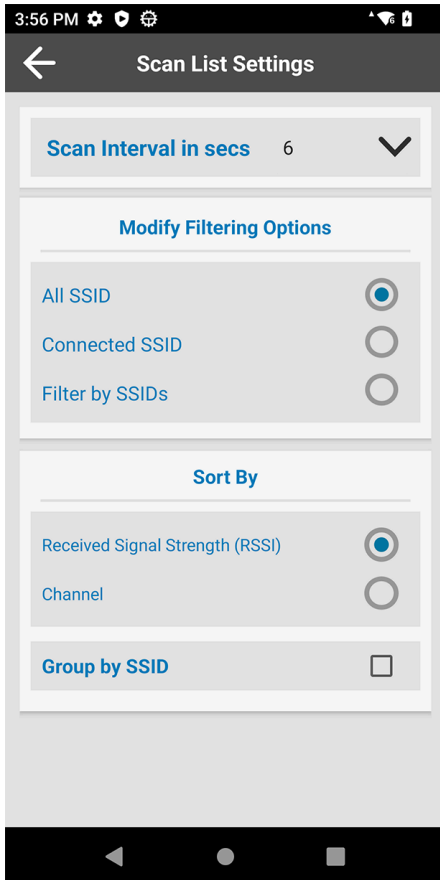 3:56 PM
6
Scan List Settings
Scan Interval in secs 6
Modify Filtering Options
All SSID
Connected SSID
Filter by SSIDs
Sort By
Received Signal Strength (RSSI)
Channel
Group by SSID